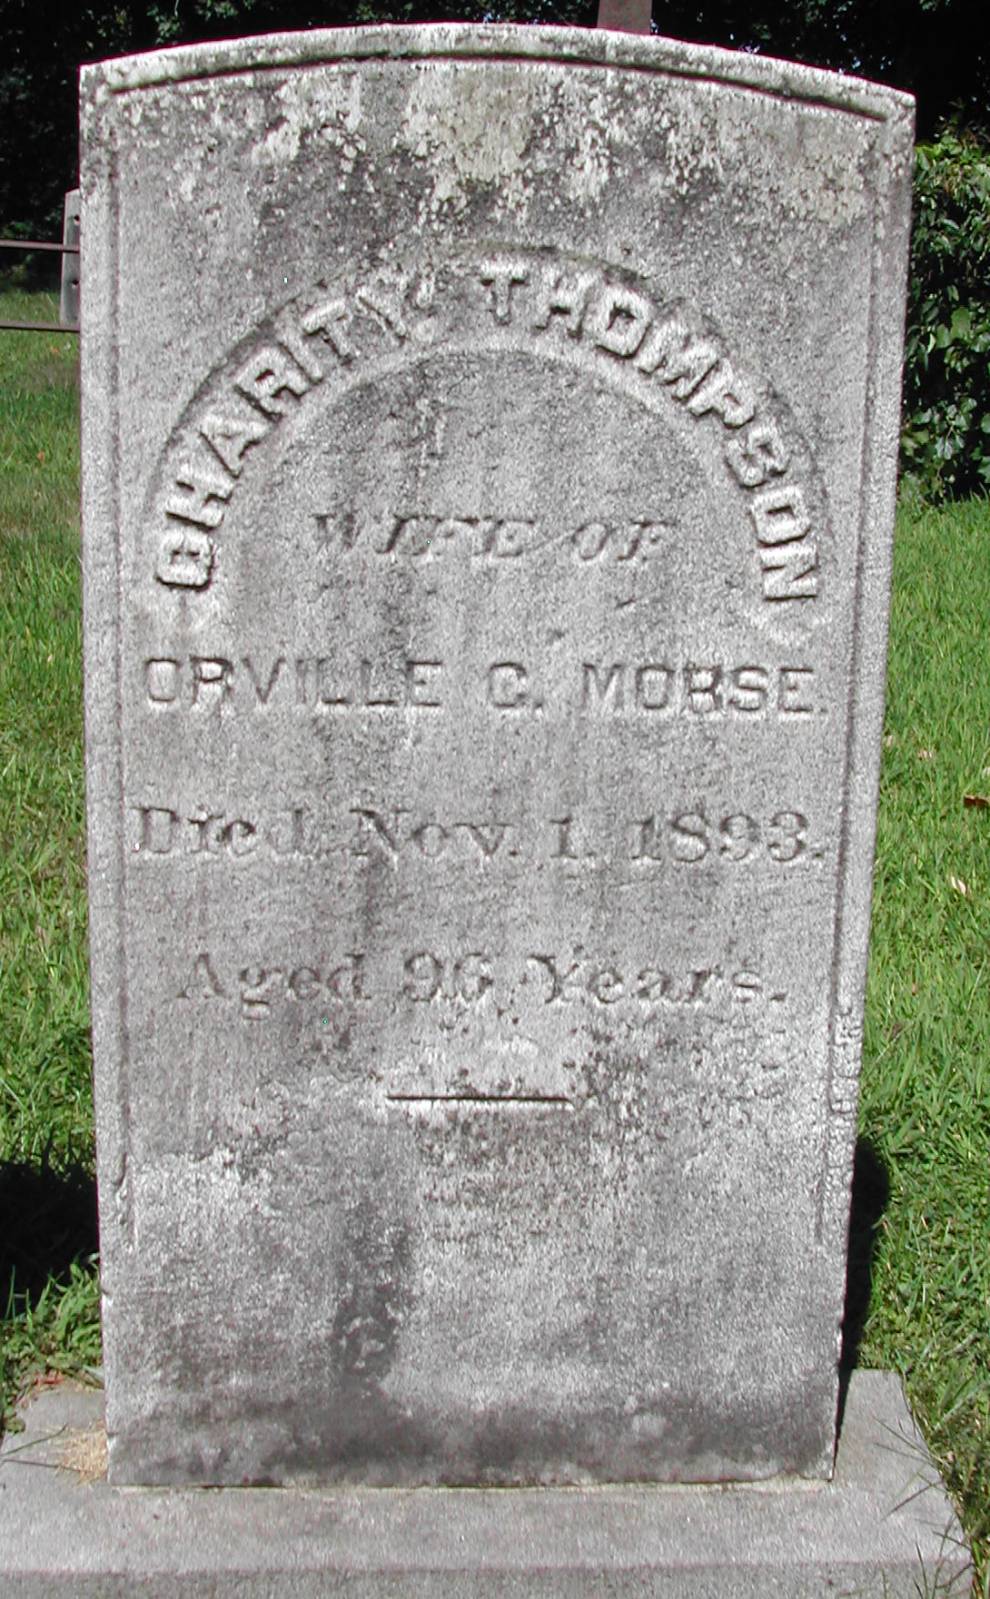 CHARITY THOMPSON
WIFE OF
ORVILLE C. MORSE.
Died Nov. 1. 1893.
Aged 96 Years.